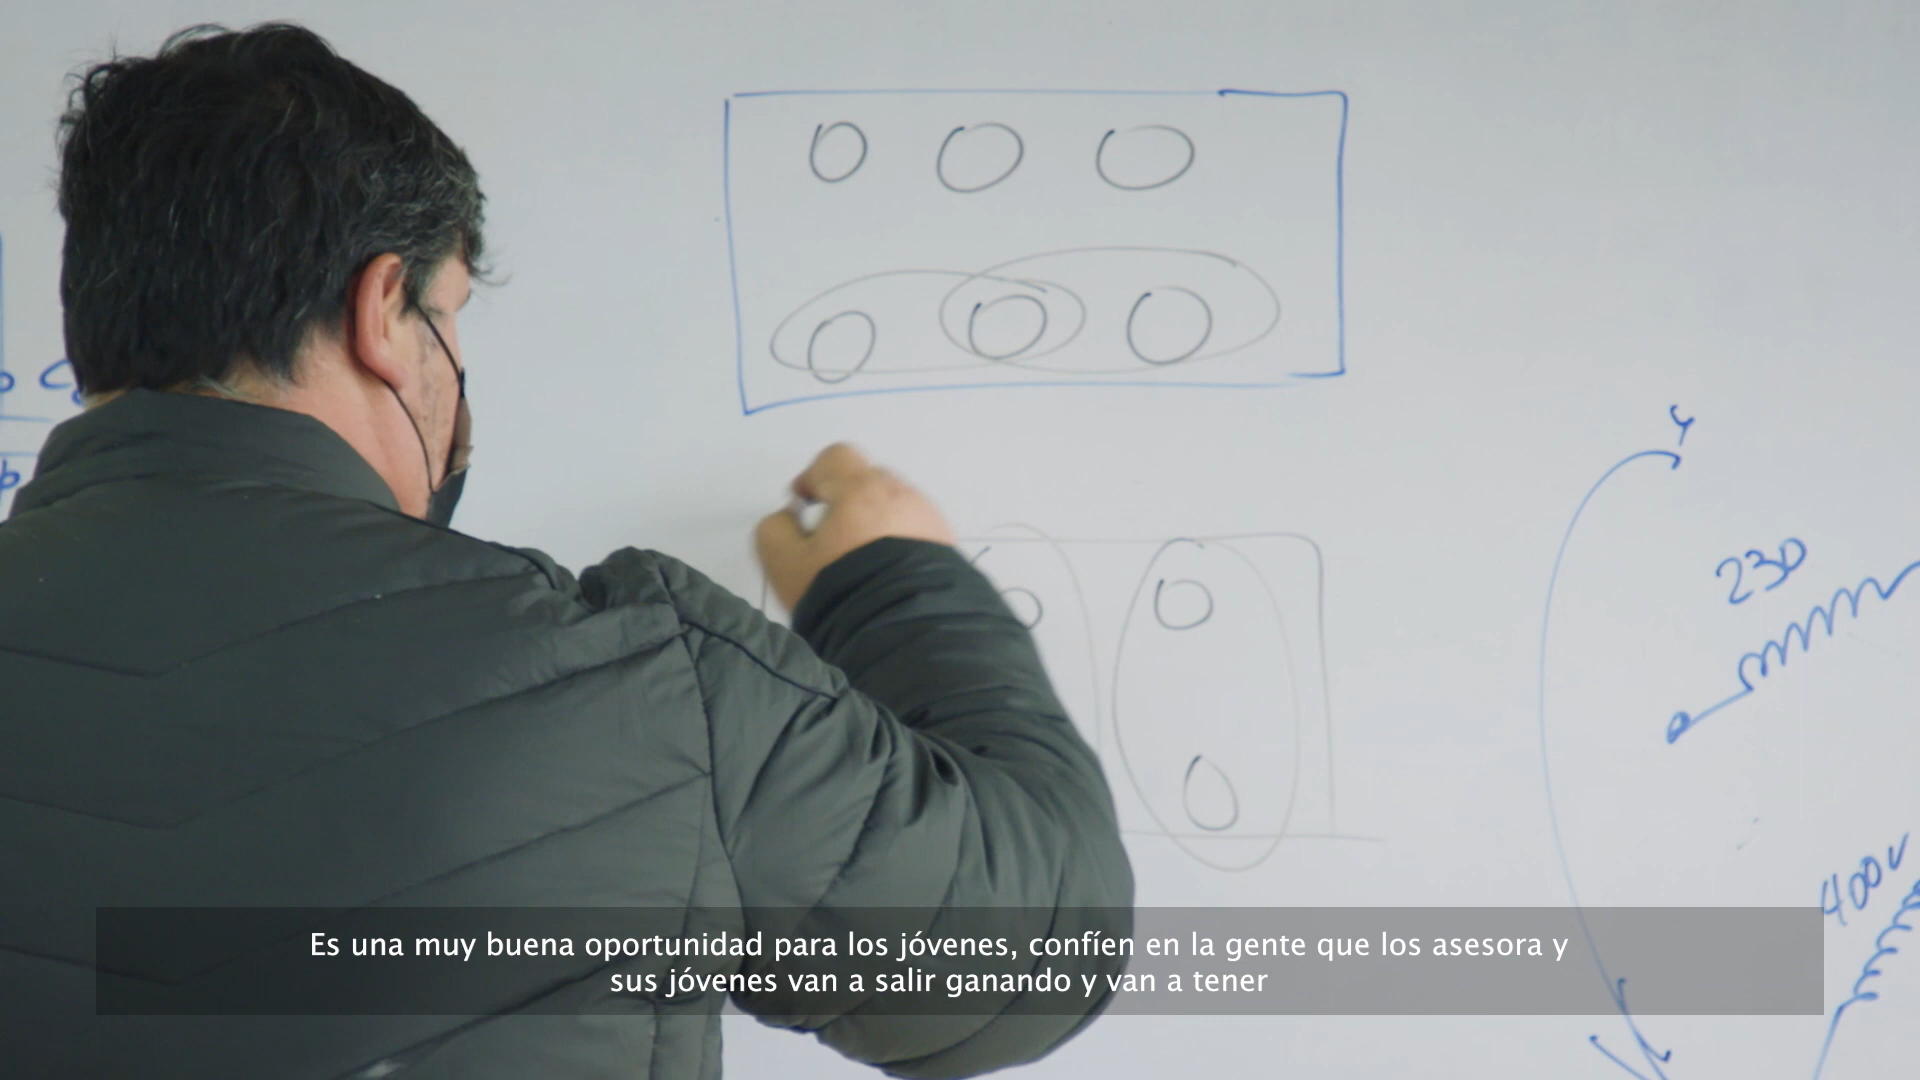 230
400V
Es una muy buena oportunidad para los jóvenes, confíen en la gente que los asesora y
sus jóvenes van a salir ganando y van a tener